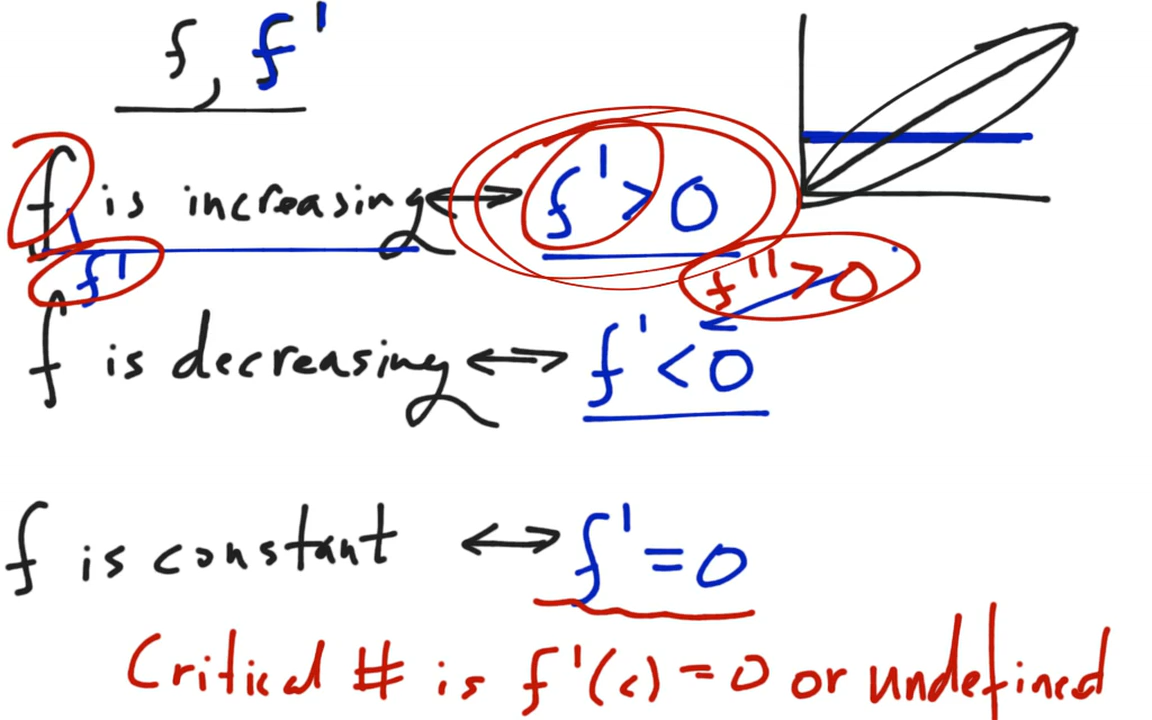 f, f'
f is increasing ⟷ f' > 0
f' f'' > 0
f is decreasing ⟷ f' < 0
f is constant ⟷ f' = 0
Critical # is f'(c) = 0 or undefined